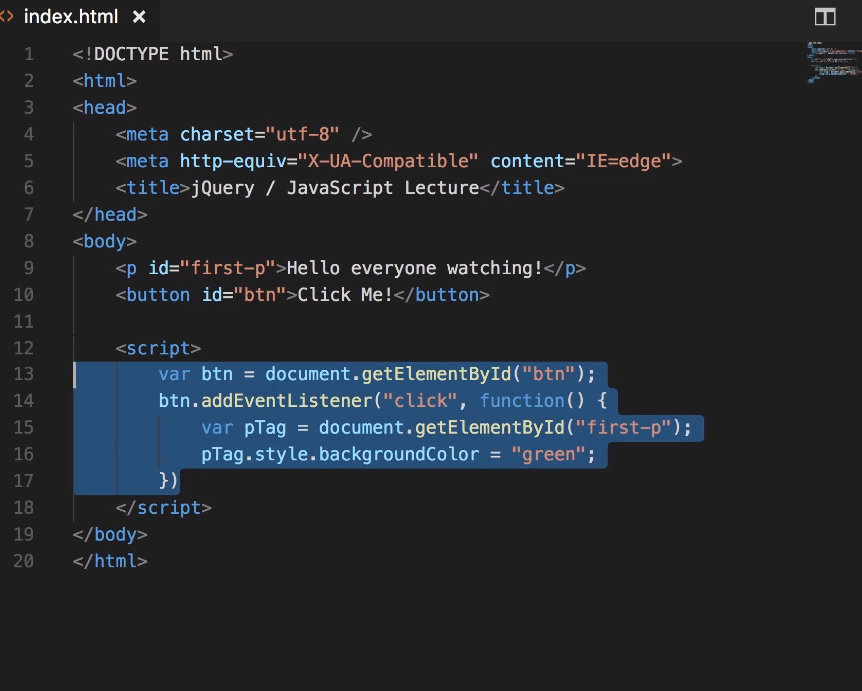 <> index.html ×
1 <!DOCTYPE html>
2 <html>
3 <head>
4     <meta charset="utf-8" />
5     <meta http-equiv="X-UA-Compatible" content="IE=edge">
6     <title>jQuery / JavaScript Lecture</title>
7 </head>
8 <body>
9     <p id="first-p">Hello everyone watching!</p>
10     <button id="btn">Click Me!</button>
11
12     <script>
13         var btn = document.getElementById("btn");
14         btn.addEventListener("click", function() {
15             var pTag = document.getElementById("first-p");
16             pTag.style.backgroundColor = "green";
17         })
18     </script>
19 </body>
20 </html>